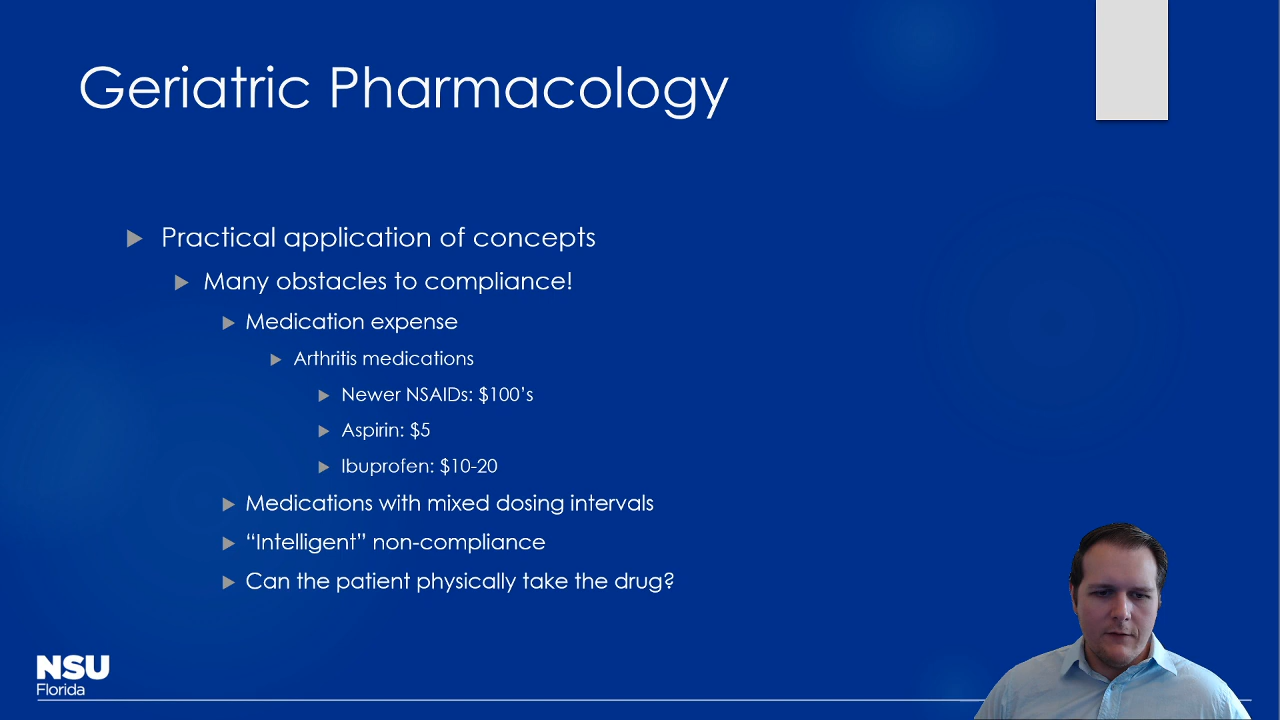 Geriatric Pharmacology
Practical application of concepts
Many obstacles to compliance!
Medication expense
Arthritis medications
Newer NSAIDs: $100’s
Aspirin: $5
Ibuprofen: $10-20
Medications with mixed dosing intervals
“Intelligent” non-compliance
Can the patient physically take the drug?
NSU
Florida